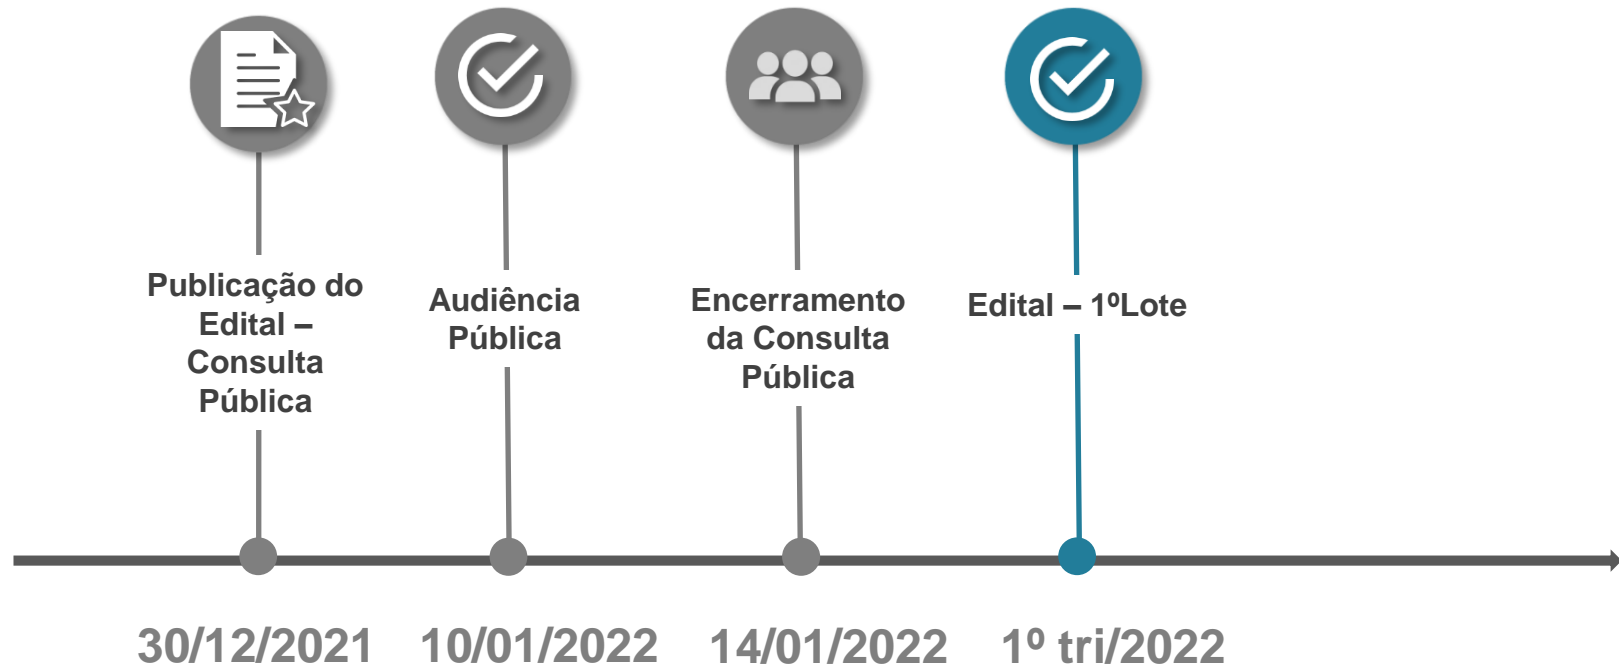 Publicação do
Edital –
Consulta
Pública
Audiência
Pública
Encerramento
da Consulta
Pública
Edital – 1ºLote
30/12/2021
10/01/2022
14/01/2022
1º tri/2022